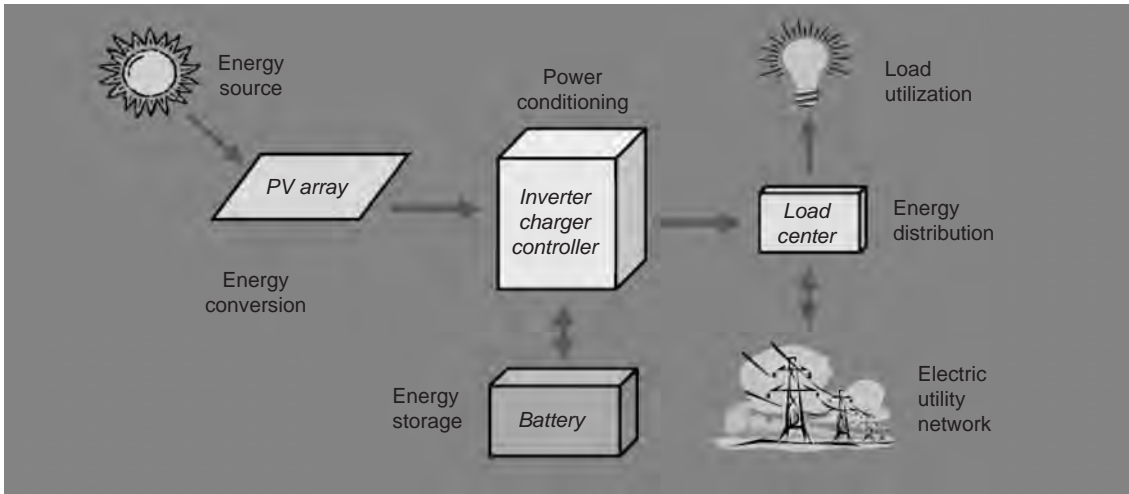 Energy
source
PV array
Energy
conversion
Power
conditioning
Inverter
charger
controller
Energy
storage
Battery
Load
utilization
Load
center
Energy
distribution
Electric
utility
network